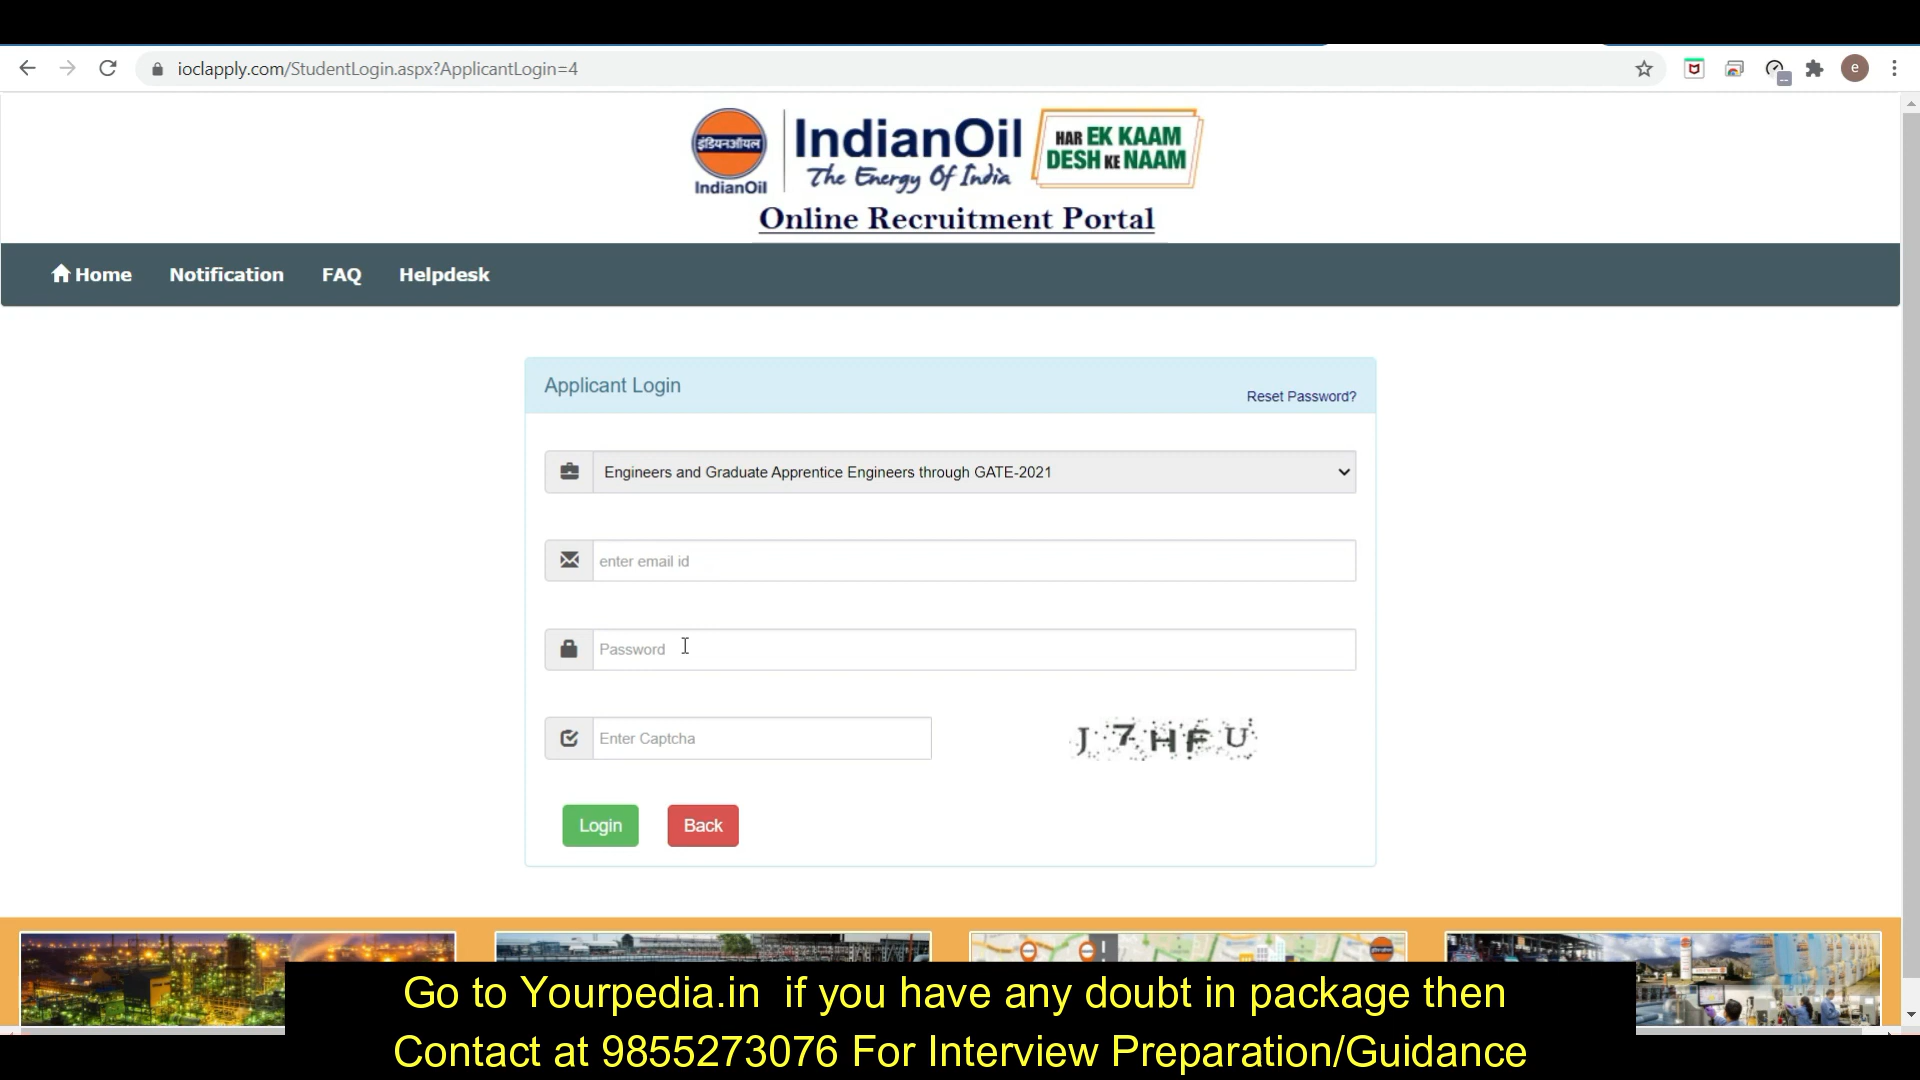 ioclapply.com/StudentLogin.aspx?ApplicantLogin=4
e
इंडियनऑयल
IndianOil
IndianOil
The Energy Of India
HAR EK KAAM
DESH KE NAAM
Online Recruitment Portal
Home Notification FAQ Helpdesk
Applicant Login
Reset Password?
Engineers and Graduate Apprentice Engineers through GATE-2021
enter email id
Password
Enter Captcha
J7HFU
Login Back
Go to Yourpedia.in if you have any doubt in package then
Contact at 9855273076 For Interview Preparation/Guidance